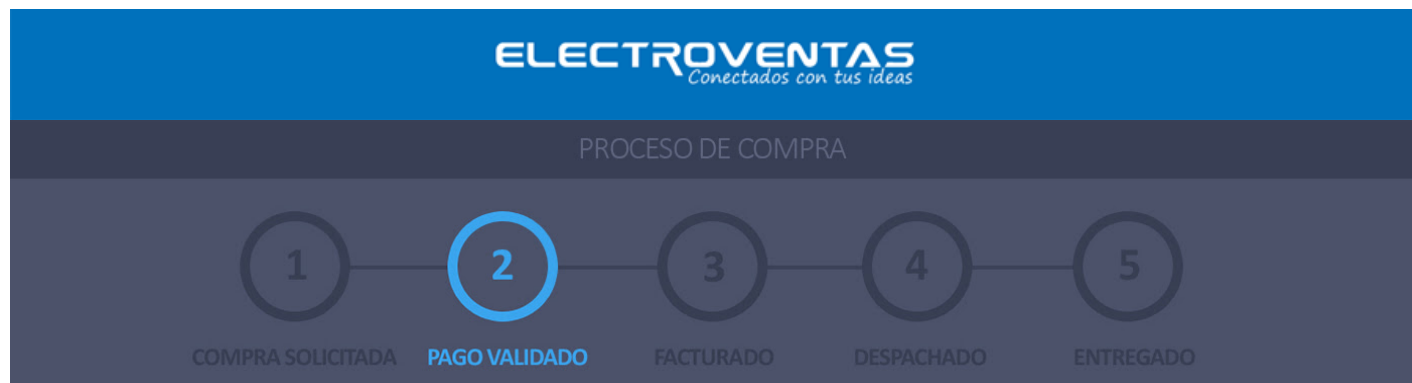 ELECTROVENTAS
Conectados con tus ideas
PROCESO DE COMPRA
1 2 3 4 5
COMPRA SOLICITADA PAGO VALIDADO FACTURADO DESPACHADO ENTREGADO